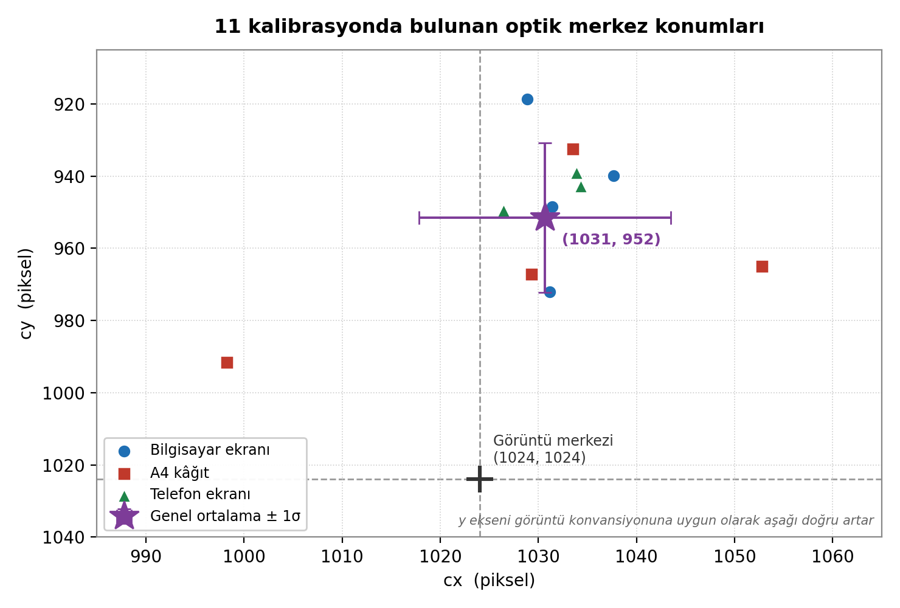 11 kalibrasyonda bulunan optik merkez konumları
cy (piksel)
920
940
960
980
1000
1020
1040
(1031, 952)
Görüntü merkezi
(1024, 1024)
Bilgisayar ekranı
A4 kâğıt
Telefon ekranı
Genel ortalama ± 1σ
y ekseni görüntü konvansiyonuna uygun olarak aşağı doğru artar
990 1000 1010 1020 1030 1040 1050 1060
cx (piksel)